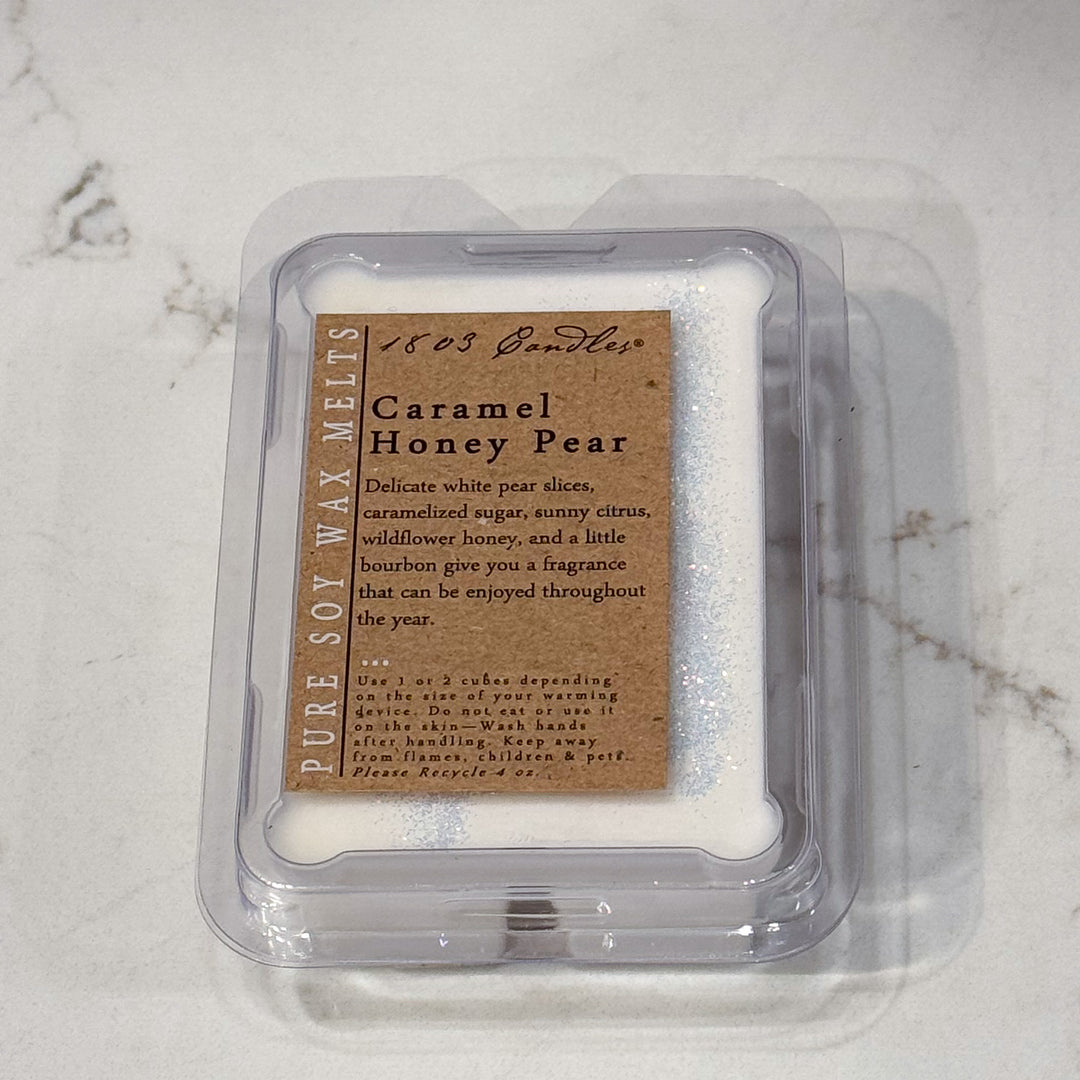 PURE SOY WAX MELTS
1803 Candles®
Caramel
Honey Pear
Delicate white pear slices,
caramelized sugar, sunny citrus,
wildflower honey, and a little
bourbon give you a fragrance
that can be enjoyed throughout
the year.
...
Use 1 or 2 cubes depending
on the size of your warming
device. Do not eat or use it
on the skin—Wash hands
after handling. Keep away
from flames, children & pets.
Please Recycle 4 oz.